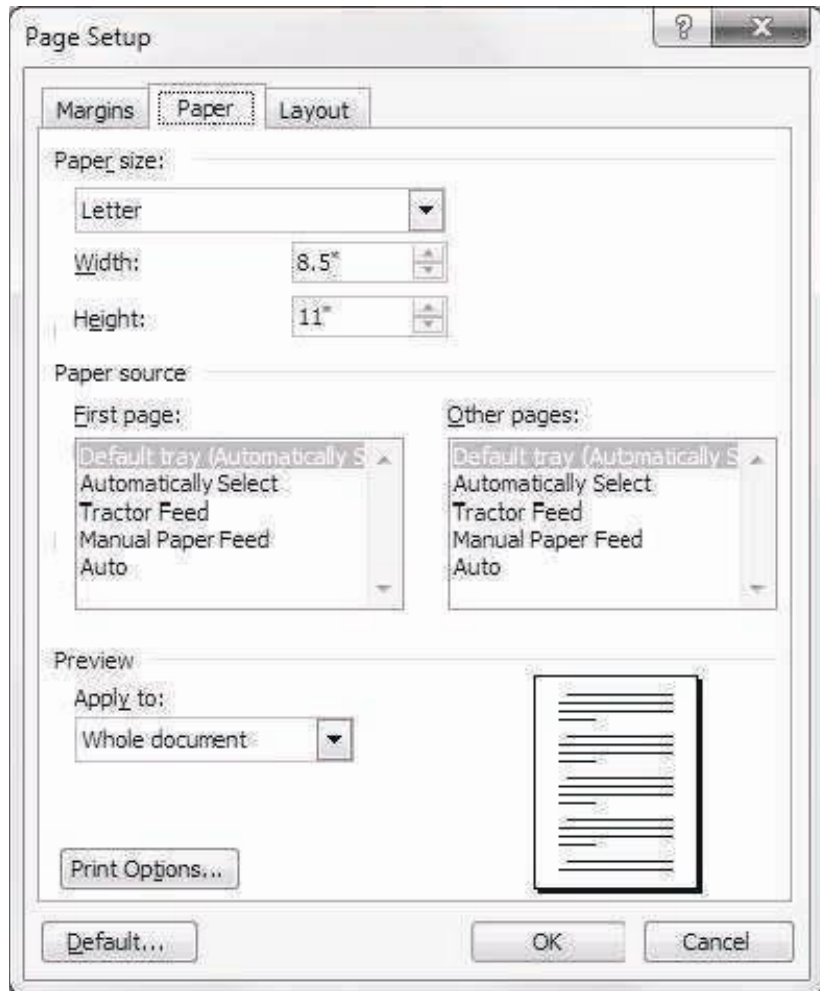 Page Setup
Margins Paper Layout
Paper size:
Letter
Width: 8.5"
Height: 11"
Paper source
First page:
Default tray (Automatically S
Automatically Select
Tractor Feed
Manual Paper Feed
Auto
Other pages:
Default tray (Automatically S
Automatically Select
Tractor Feed
Manual Paper Feed
Auto
Preview
Apply to:
Whole document
Print Options...
Default... OK Cancel